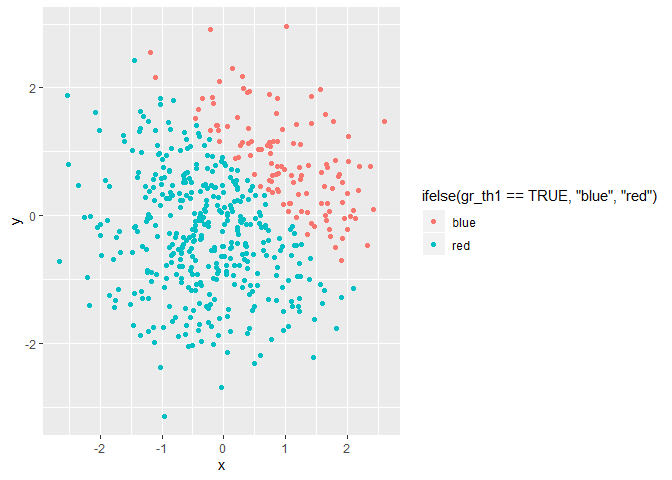 2
0
-2
y
-2
-1
0
1
2
x
ifelse(gr_th1 == TRUE, "blue", "red")
blue
red